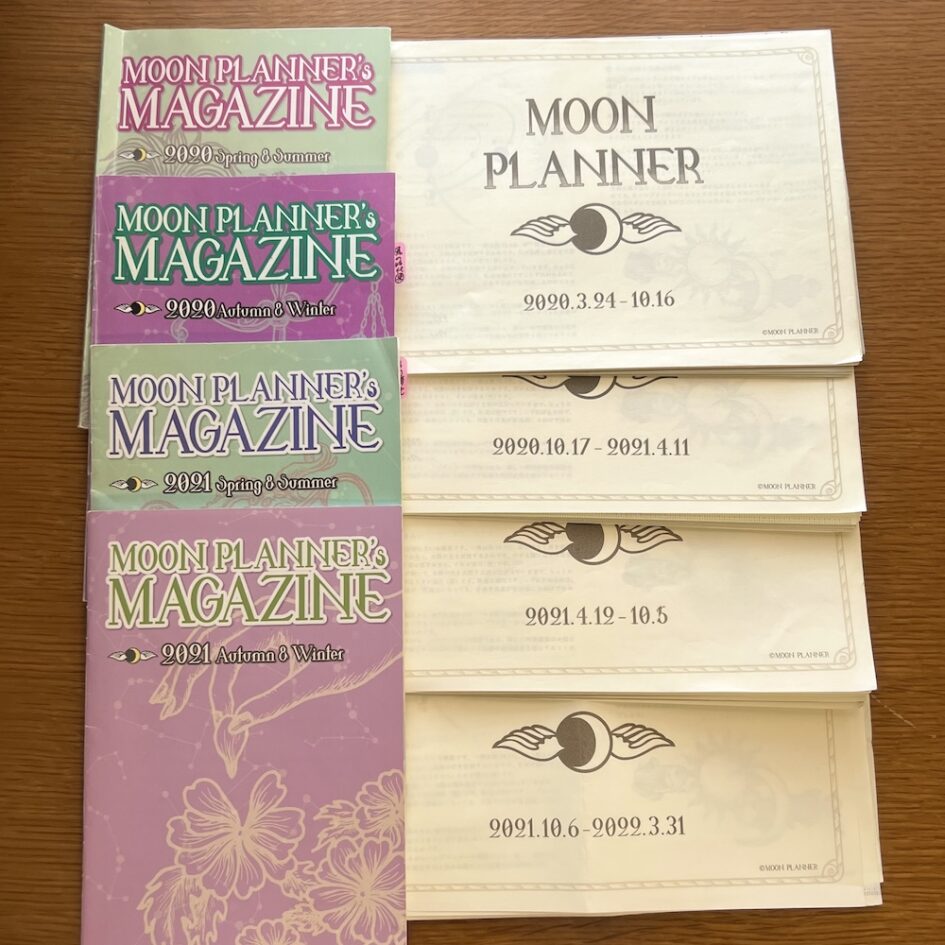 MOON PLANNER's
MAGAZINE
2020 Spring & Summer
MOON PLANNER's
MAGAZINE
2020 Autumn & Winter
MOON PLANNER's
MAGAZINE
2021 Spring & Summer
MOON PLANNER's
MAGAZINE
2021 Autumn & Winter
MOON
PLANNER
2020.3.24-10.16
©MOON PLANNER
2020.10.17-2021.4.11
©MOON PLANNER
2021.4.12-10.5
©MOON PLANNER
2021.10.6-2022.3.31
©MOON PLANNER